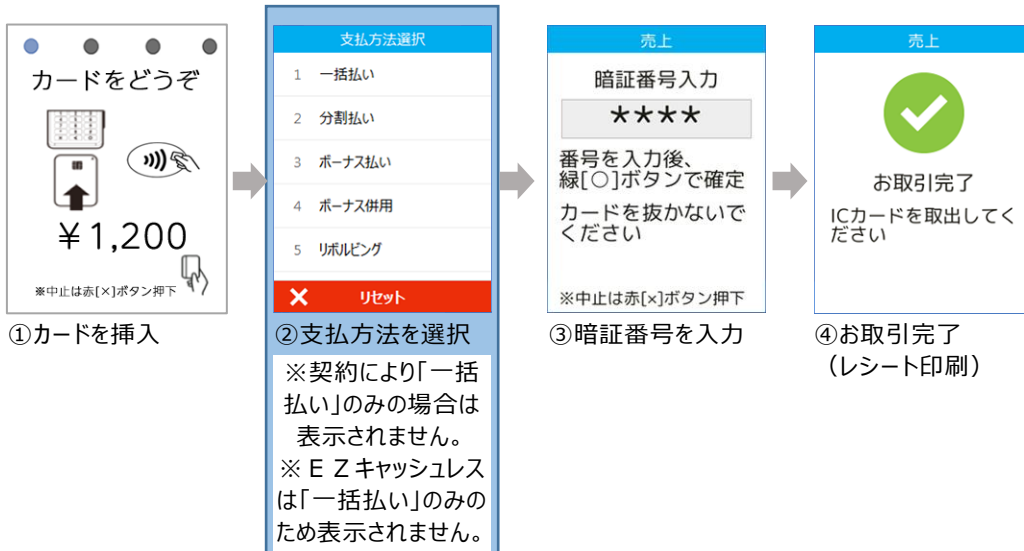 カードをどうぞ
¥1,200
※中止は赤[×]ボタン押下
①カードを挿入
支払方法選択
1 一括払い
2 分割払い
3 ボーナス払い
4 ボーナス併用
5 リボルビング
× リセット
②支払方法を選択
※契約により「一括
払い」のみの場合は
表示されません。
※ＥＺキャッシュレス
は「一括払い」のみの
ため表示されません。
売上
暗証番号入力
****
番号を入力後、
緑[○]ボタンで確定
カードを抜かないで
ください
※中止は赤[×]ボタン押下
③暗証番号を入力
売上
お取引完了
ICカードを取出してく
ださい
④お取引完了
（レシート印刷）